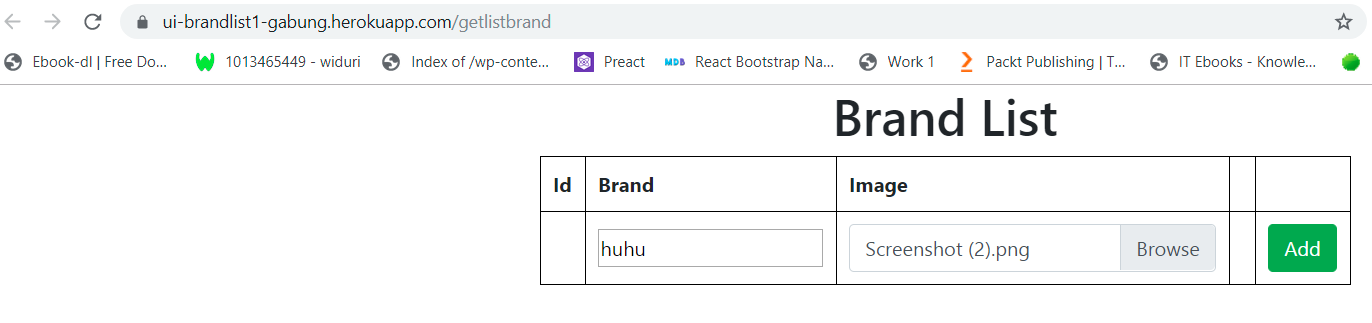 ui-brandlist1-gabung.herokuapp.com/getlistbrand
Ebook-dl | Free Do... 1013465449 - widuri Index of /wp-conte... Preact MDB React Bootstrap Na... Work 1 Packt Publishing | T... IT Ebooks - Knowle...
Brand List
Id Brand Image
huhu Screenshot (2).png Browse Add